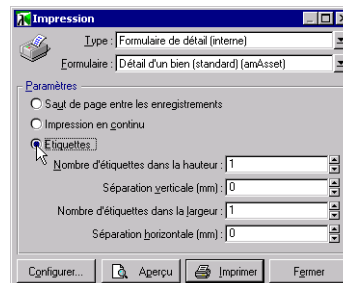 Impression
Type : Formulaire de détail (interne)
Formulaire : Détail d'un bien (standard) (amAsset)
Paramètres
Saut de page entre les enregistrements
Impression en continu
Etiquettes
Nombre d'étiquettes dans la hauteur : 1
Séparation verticale (mm) : 0
Nombre d'étiquettes dans la largeur : 1
Séparation horizontale (mm) : 0
Configurer... Aperçu Imprimer Fermer